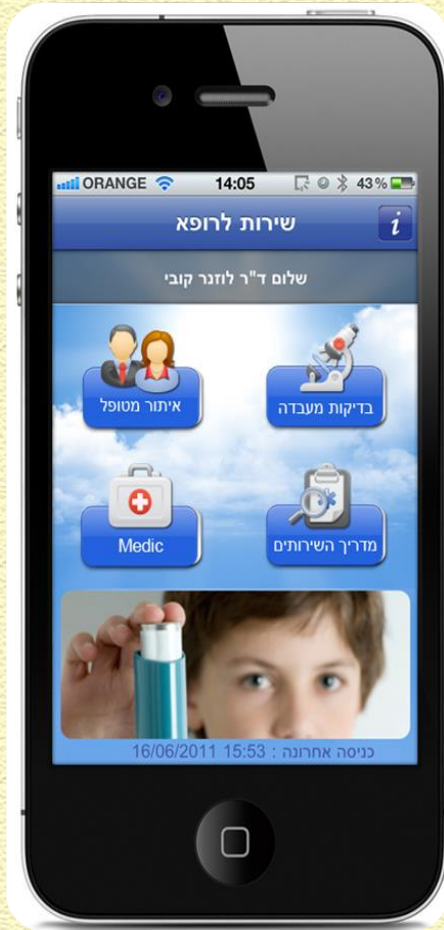 ORANGE 14:05 43%
שירות לרופא i
שלום ד"ר לוזנר קובי
בדיקות מעבדה
איתור מטופל
מדריך השירותים
Medic
כניסה אחרונה : 16/06/2011 15:53